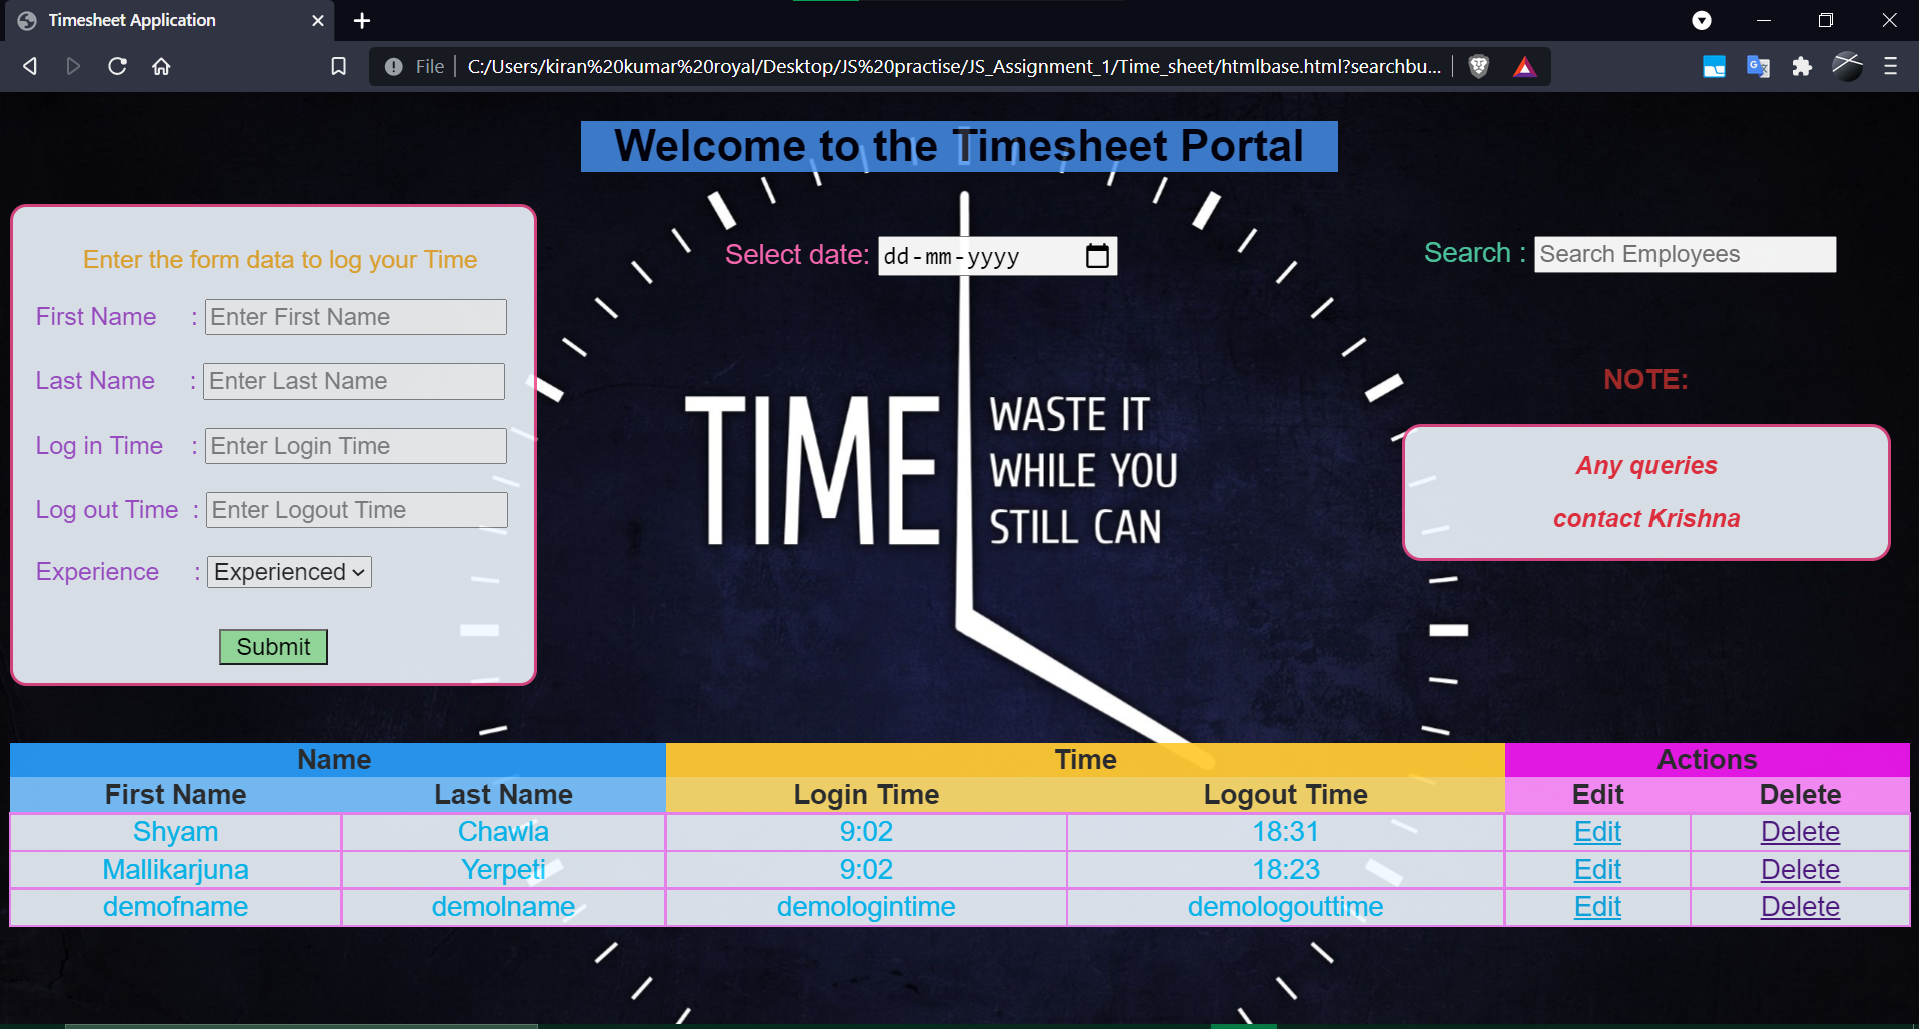 Timesheet Application
File C:/Users/kiran%20kumar%20royal/Desktop/JS%20practise/JS_Assignment_1/Time_sheet/htmlbase.html?searchbu...
Welcome to the Timesheet Portal
Enter the form data to log your Time
First Name : Enter First Name
Last Name : Enter Last Name
Log in Time : Enter Login Time
Log out Time : Enter Logout Time
Experience : Experienced
Submit
Select date: dd-mm-yyyy
Search : Search Employees
TIME
WASTE IT
WHILE YOU
STILL CAN
NOTE:
Any queries
contact Krishna
Name Time Actions
First Name Last Name Login Time Logout Time Edit Delete
Shyam Chawla 9:02 18:31 Edit Delete
Mallikarjuna Yerpeti 9:02 18:23 Edit Delete
demofname demolname demologintime demologouttime Edit Delete